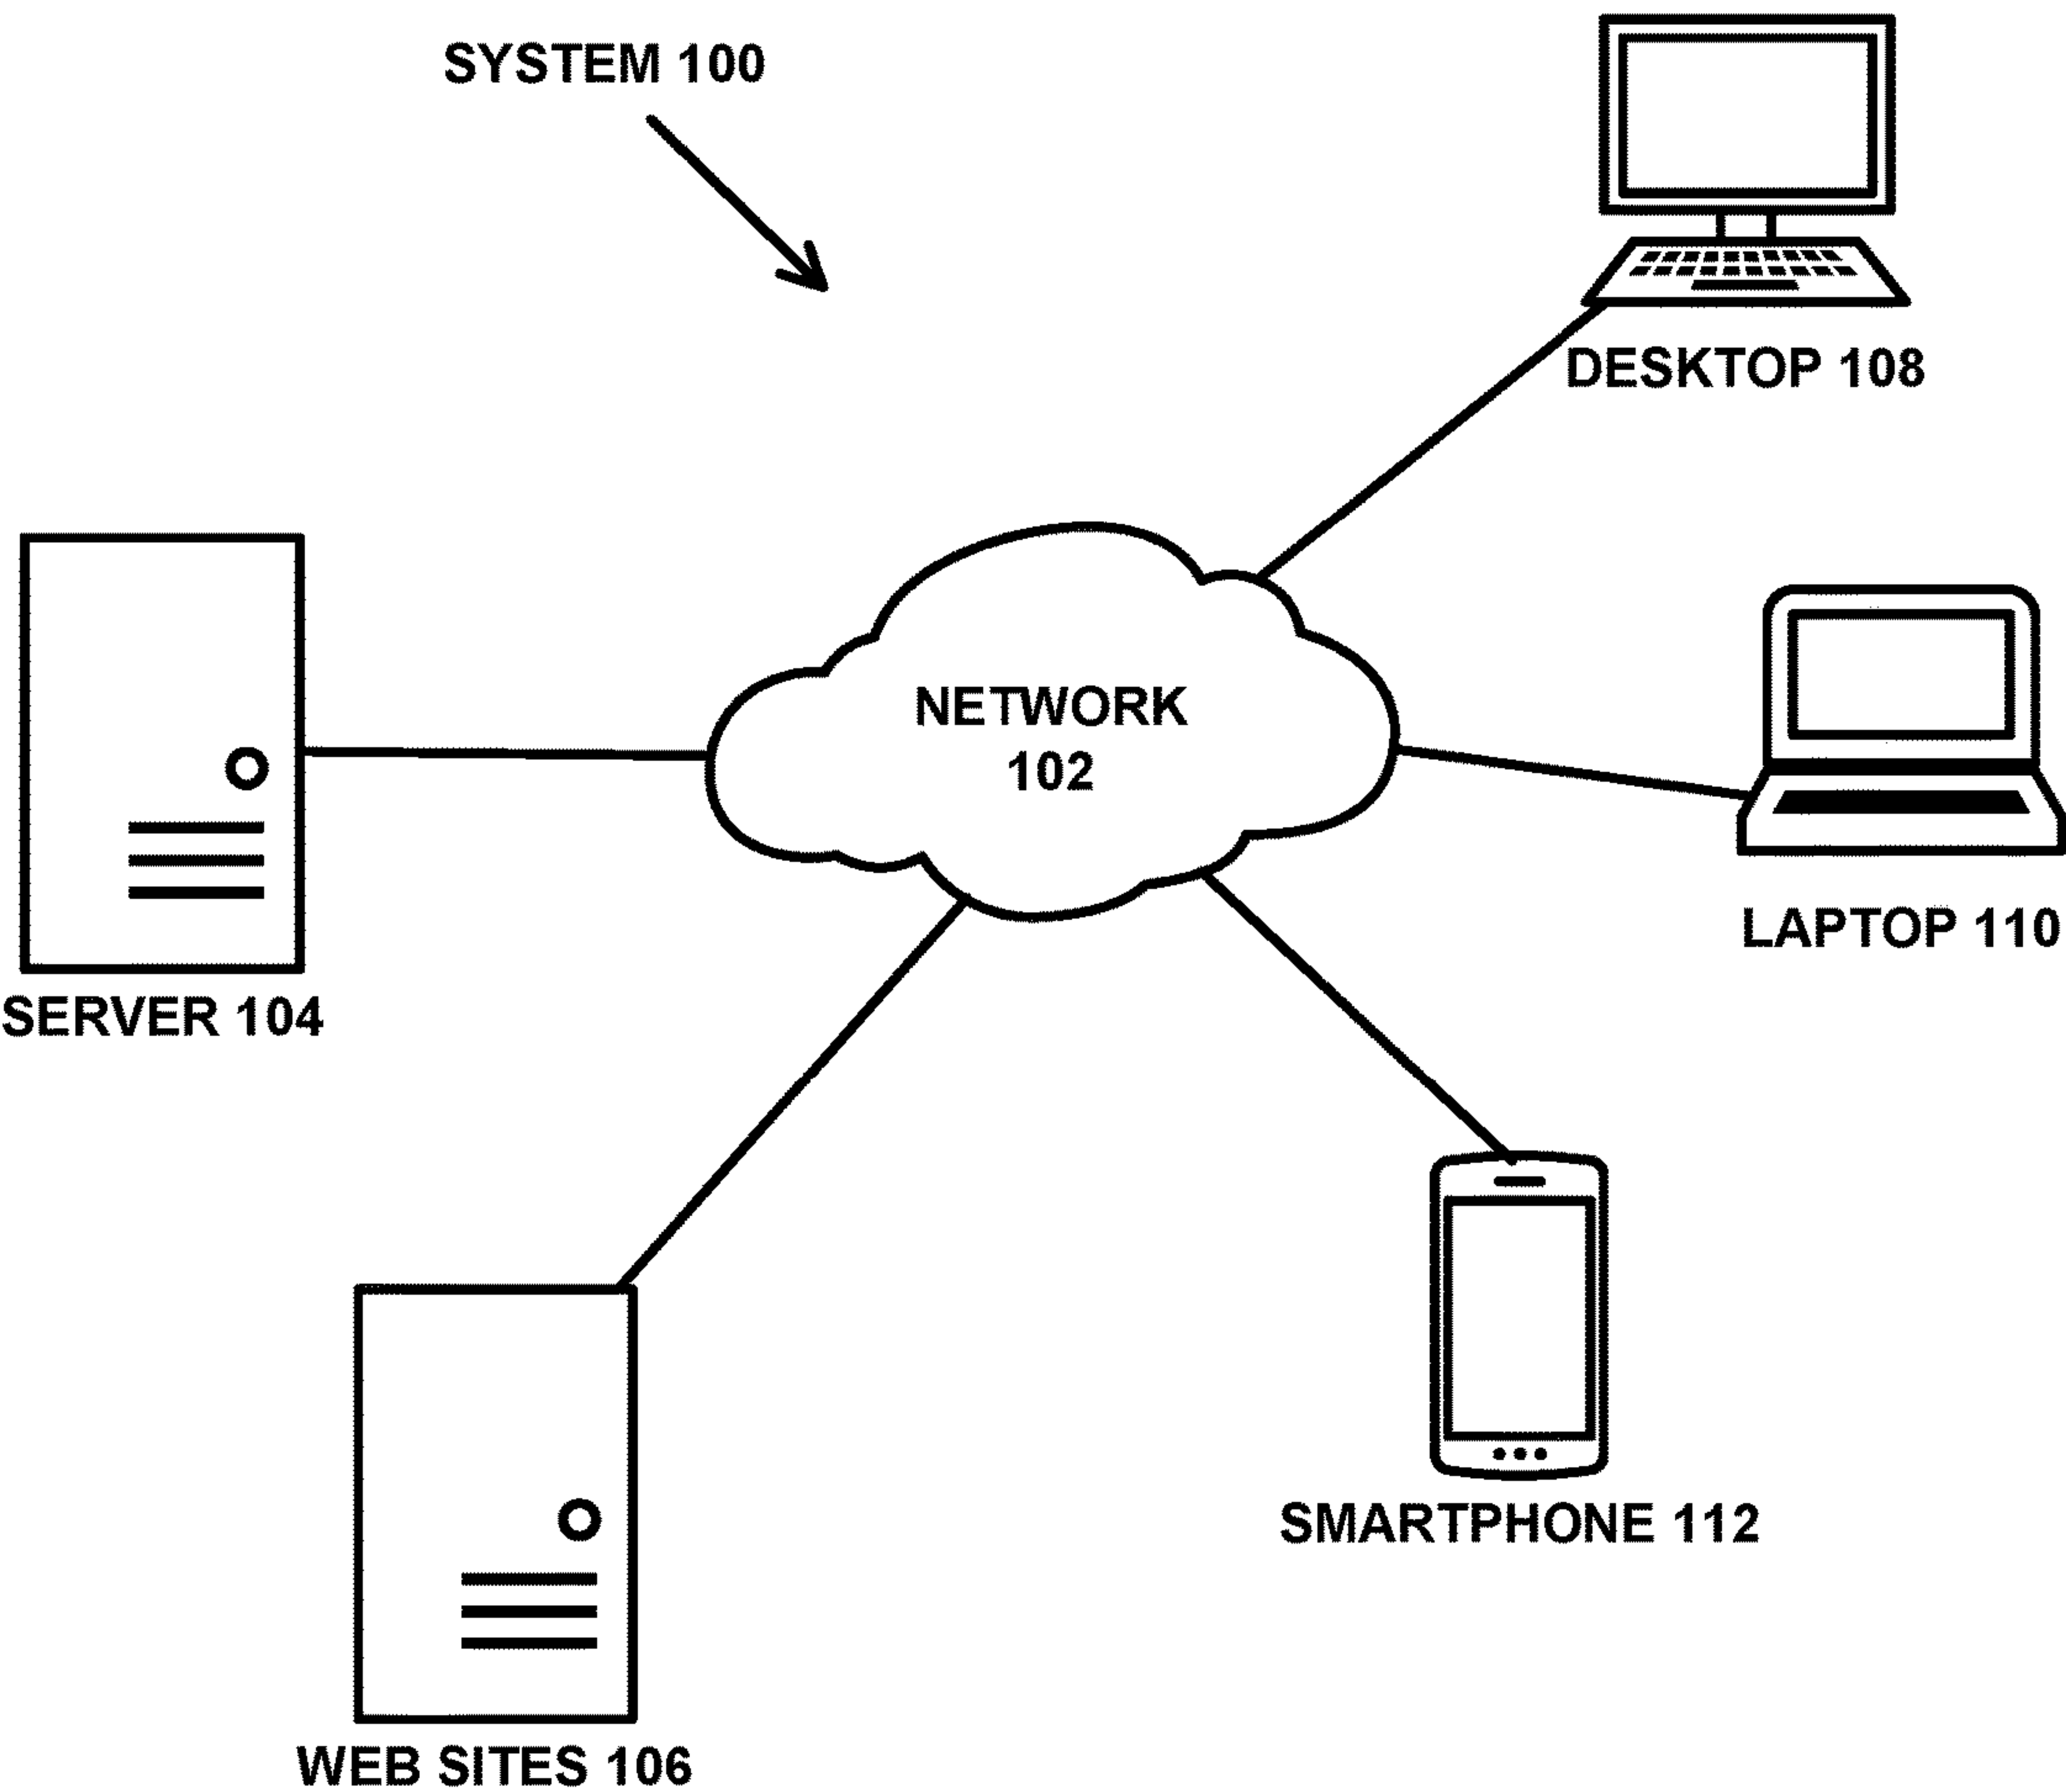 SYSTEM 100
DESKTOP 108
NETWORK
102
LAPTOP 110
SERVER 104
SMARTPHONE 112
WEB SITES 106